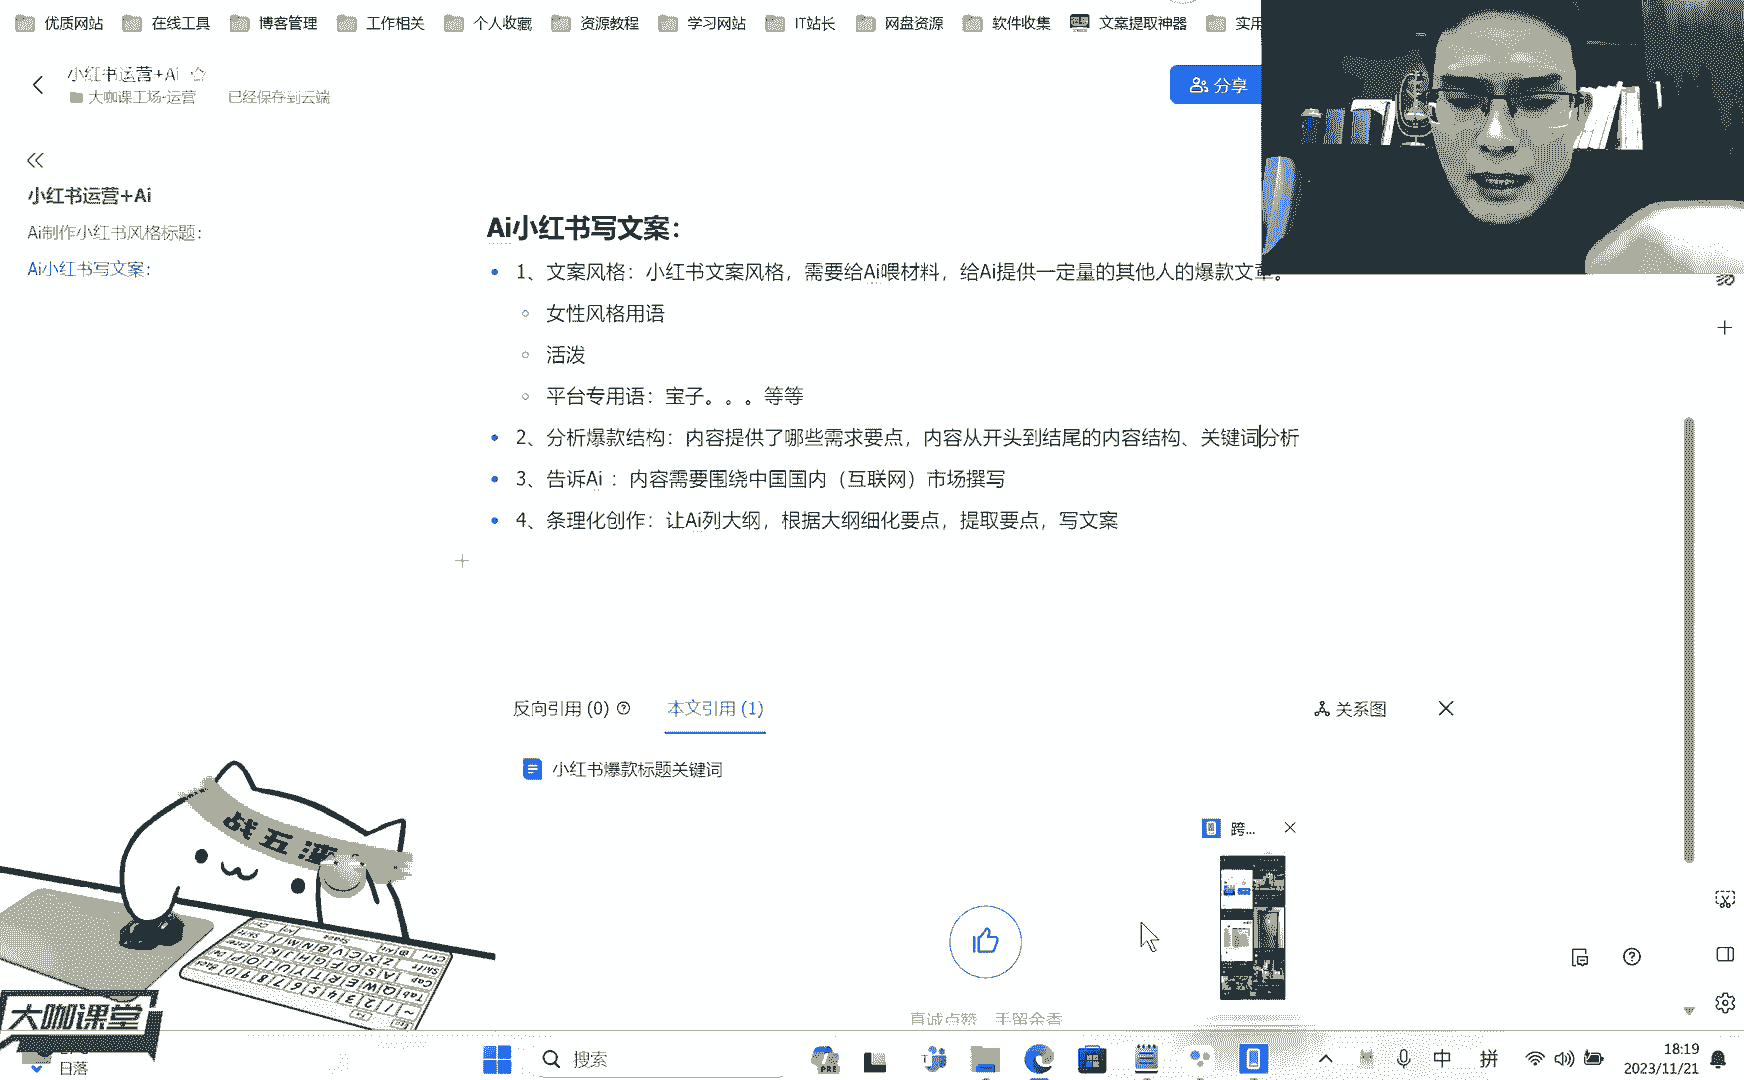 优质网站 在线工具 博客管理 工作相关 个人收藏 资源教程 学习网站 IT站长 网盘资源 软件收集 文案提取神器 实用
小红书运营+Ai
大咖课工场-运营 已经保存到云端
分享
小红书运营+Ai
Ai制作小红书风格标题：
Ai小红书写文案：
Ai小红书写文案：
1、文案风格：小红书文案风格，需要给Ai喂材料，给Ai提供一定量的其他人的爆款文章。
女性风格用语
活泼
平台专用语：宝子。。。等等
2、分析爆款结构：内容提供了哪些需求要点，内容从开头到结尾的内容结构、关键词分析
3、告诉Ai ：内容需要围绕中国国内（互联网）市场撰写
4、条理化创作：让Ai列大纲，根据大纲细化要点，提取要点，写文案
反向引用 (0) 本文引用 (1) 关系图
小红书爆款标题关键词
跨...
战五渣
真诚点赞，手留余香
大咖课堂
日落
搜索
PRE
中 拼
18:19
2023/11/21